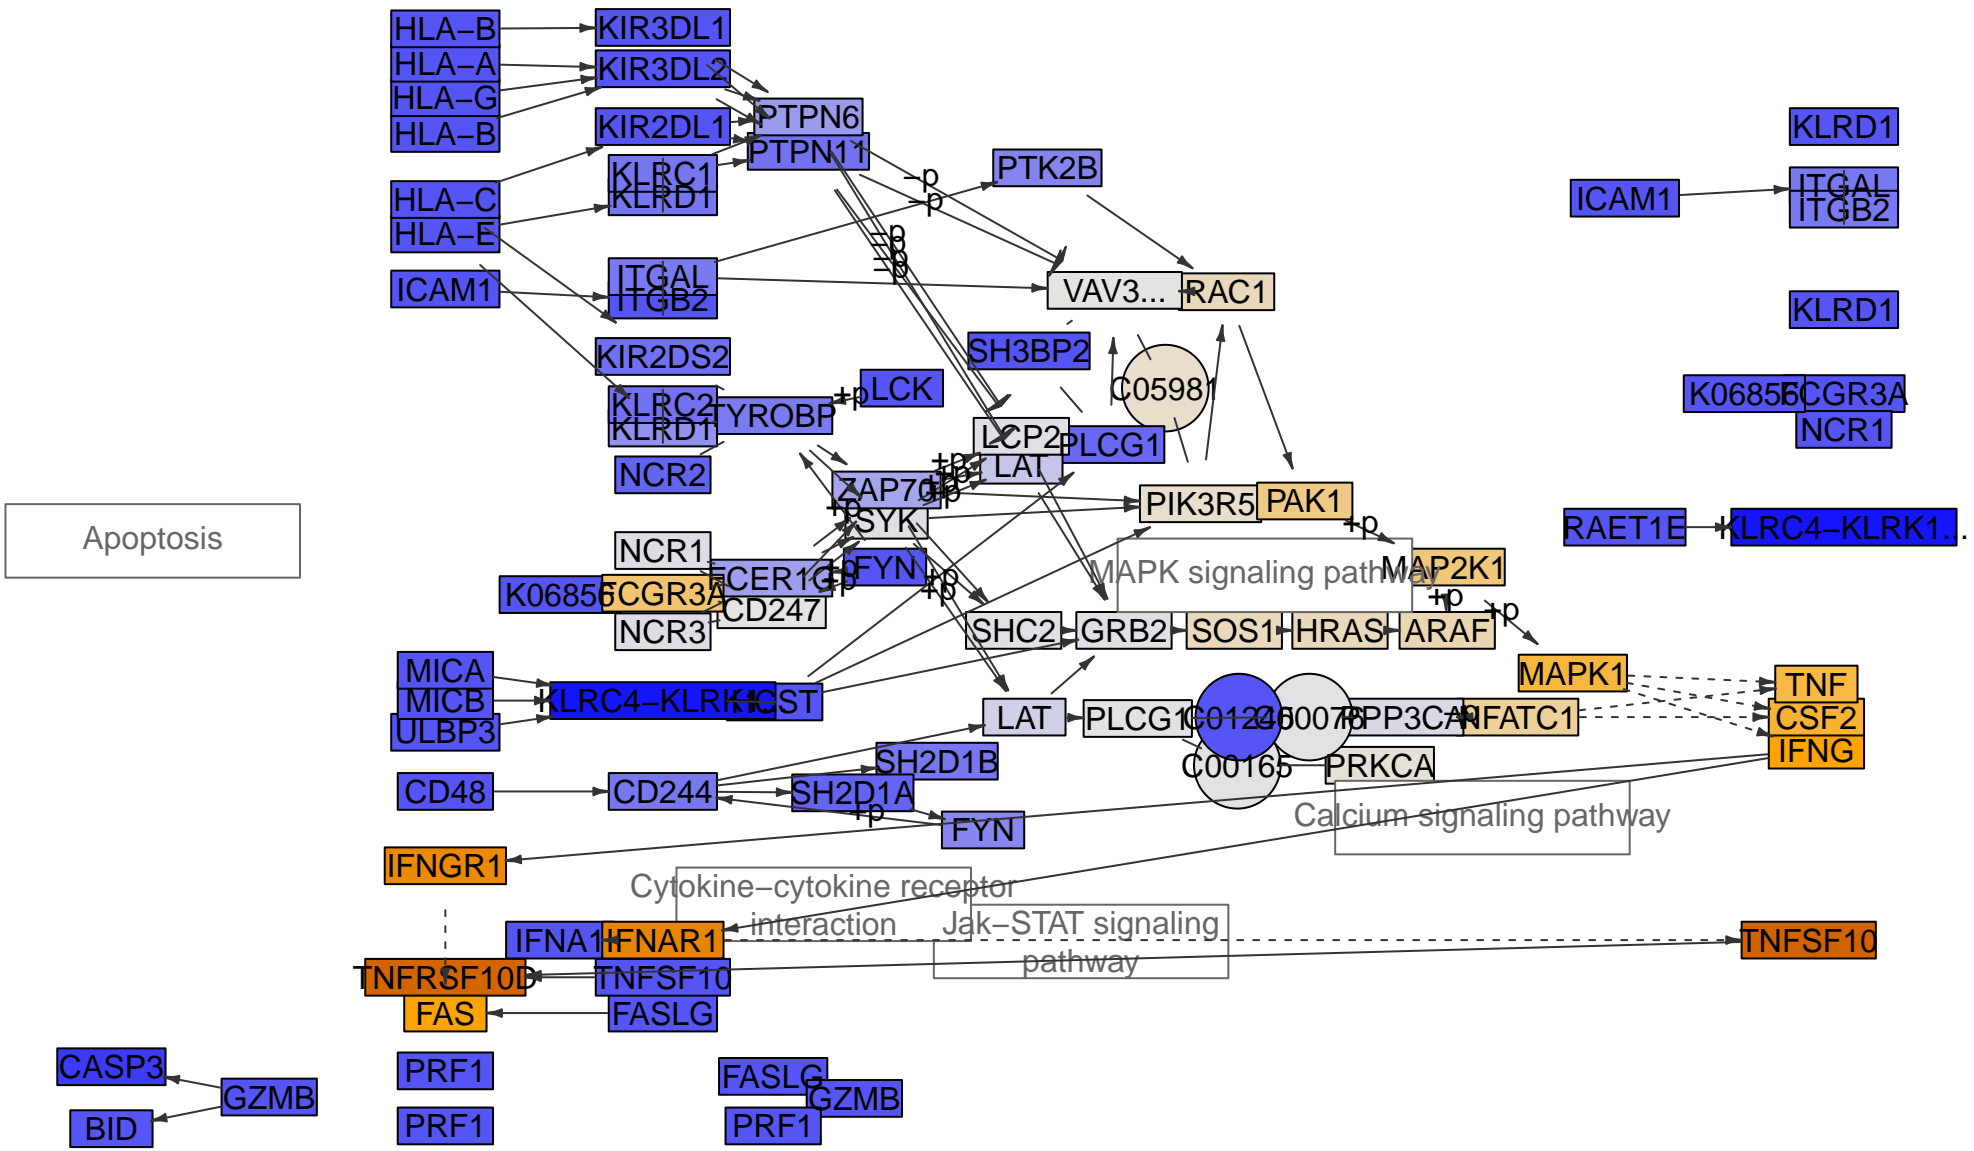 HLA−B
KIR3DL1
HLA−A
KIR3DL2
HLA−G
PTPN6
HLA−B
KIR2DL1
KLRD1
PTPN11
PTK2B
KLRC1
KLRD1
−p
−p
ITGAL
ITGB2
ICAM1
HLA−C
HLA−E
−p
−p
−p
−p
ITGAL
ITGB2
ICAM1
VAV3...
RAC1
KLRD1
KIR2DS2
SH3BP2
C05981
LCK
+p
KLRC2
KLRD1
TYROBP
K06856
FCGR3A
NCR1
LCP2
PLCG1
LAT
NCR2
+p
+p
+p
+p
ZAP70
SYK
+p
PIK3R5
PAK1
+p
RAET1E
KLRC4−KLRK1...
Apoptosis
NCR1
FYN
FCER1G
+p
+p
+p
+p
MAPK signaling pathway
MAP2K1
K06856
FCGR3A
CD247
NCR3
+p
+p
SHC2
GRB2
SOS1
HRAS
ARAF
MICA
MICB
ULBP3
KLRC4−KLRK1
HCST
MAPK1
TNF
CSF2
IFNG
LAT
PLCG1
C01245
C00076
PPP3CA
NFATC1
C00165
PRKCA
SH2D1B
CD48
CD244
SH2D1A
+p
FYN
Calcium signaling pathway
IFNGR1
Cytokine−cytokine receptor
interaction
Jak−STAT signaling
pathway
IFNA1
IFNAR1
TNFSF10
TNFRSF10D
TNFSF10
FAS
FASLG
CASP3
GZMB
BID
PRF1
PRF1
FASLG
GZMB
PRF1